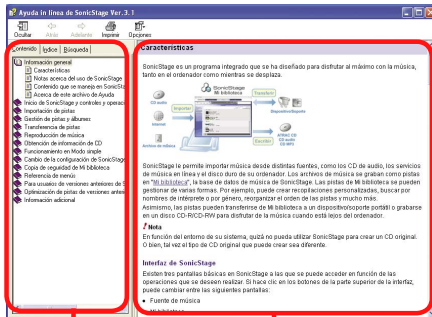 Ayuda in línea de SonicStage Ver. 3.1
Ocultar Atrás Adelante Imprimir Opciones
Contenido Índice Búsqueda
Información general
Características
Notas acerca del uso de SonicStage
Contenido que se maneja en SonicSta
Acerca de este archivo de Ayuda
Inicio de SonicStage y controles y operaci
Importación de pistas
Gestión de pistas y álbumes
Transferencia de pistas
Reproducción de música
Obtención de información de CD
Funcionamiento en Modo simple
Cambio de la configuración de SonicStage
Copia de seguridad de Mi biblioteca
Referencia de menús
Para usuarios de versiones anteriores de S
Optimización de pistas de versiones anteri
Información adicional
Características
SonicStage es un programa integrado que se ha diseñado para disfrutar al máximo con la música,
tanto en el ordenador como mientras se desplaza.
CD audio
Internet
Archivo de música
Importar
SonicStage
Mi biblioteca
Transferir
Dispositivo/Soporte
Escribir
ATRAC CD
CD MP3
SonicStage le permite importar música desde distintas fuentes, como los CD de audio, los servicios
de música en línea y el disco duro de su ordenador. Los archivos de música se graban como pistas
en "Mi biblioteca", la base de datos de música de SonicStage. Las pistas de Mi biblioteca se pueden
gestionar de varias formas. Por ejemplo, puede crear recopilaciones personalizadas, buscar por
nombres de intérprete o por género, reorganizar el orden de las pistas y mucho más.
Asimismo, las pistas pueden transferirse de Mi biblioteca a un dispositivo/soporte portátil o grabarse
en un disco CD-R/CD-RW para disfrutar de la música cuando está lejos del ordenador.
Nota
En función del entorno de su sistema, quizá no pueda utilizar SonicStage para crear un CD original.
O bien, tal vez el tipo de CD original que puede crear sea diferente.
Interfaz de SonicStage
Existen tres pantallas básicas en SonicStage a las que se puede acceder en función de las
operaciones que se deseen realizar. Si hace clic en los botones de la parte superior de la interfaz,
puede cambiar entre las siguientes pantallas:
• Fuente de música